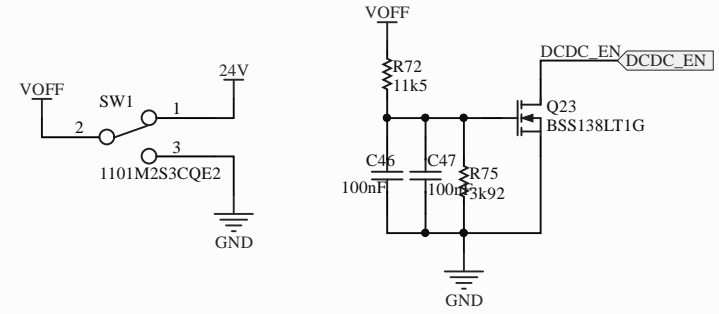 VOFF
SW1
2
1
3
1101M2S3CQE2
24V
GND
VOFF
R72
11k5
C46
100nF
C47
100nF
R75
3k92
GND
Q23
BSS138LT1G
DCDC_EN
DCDC_EN